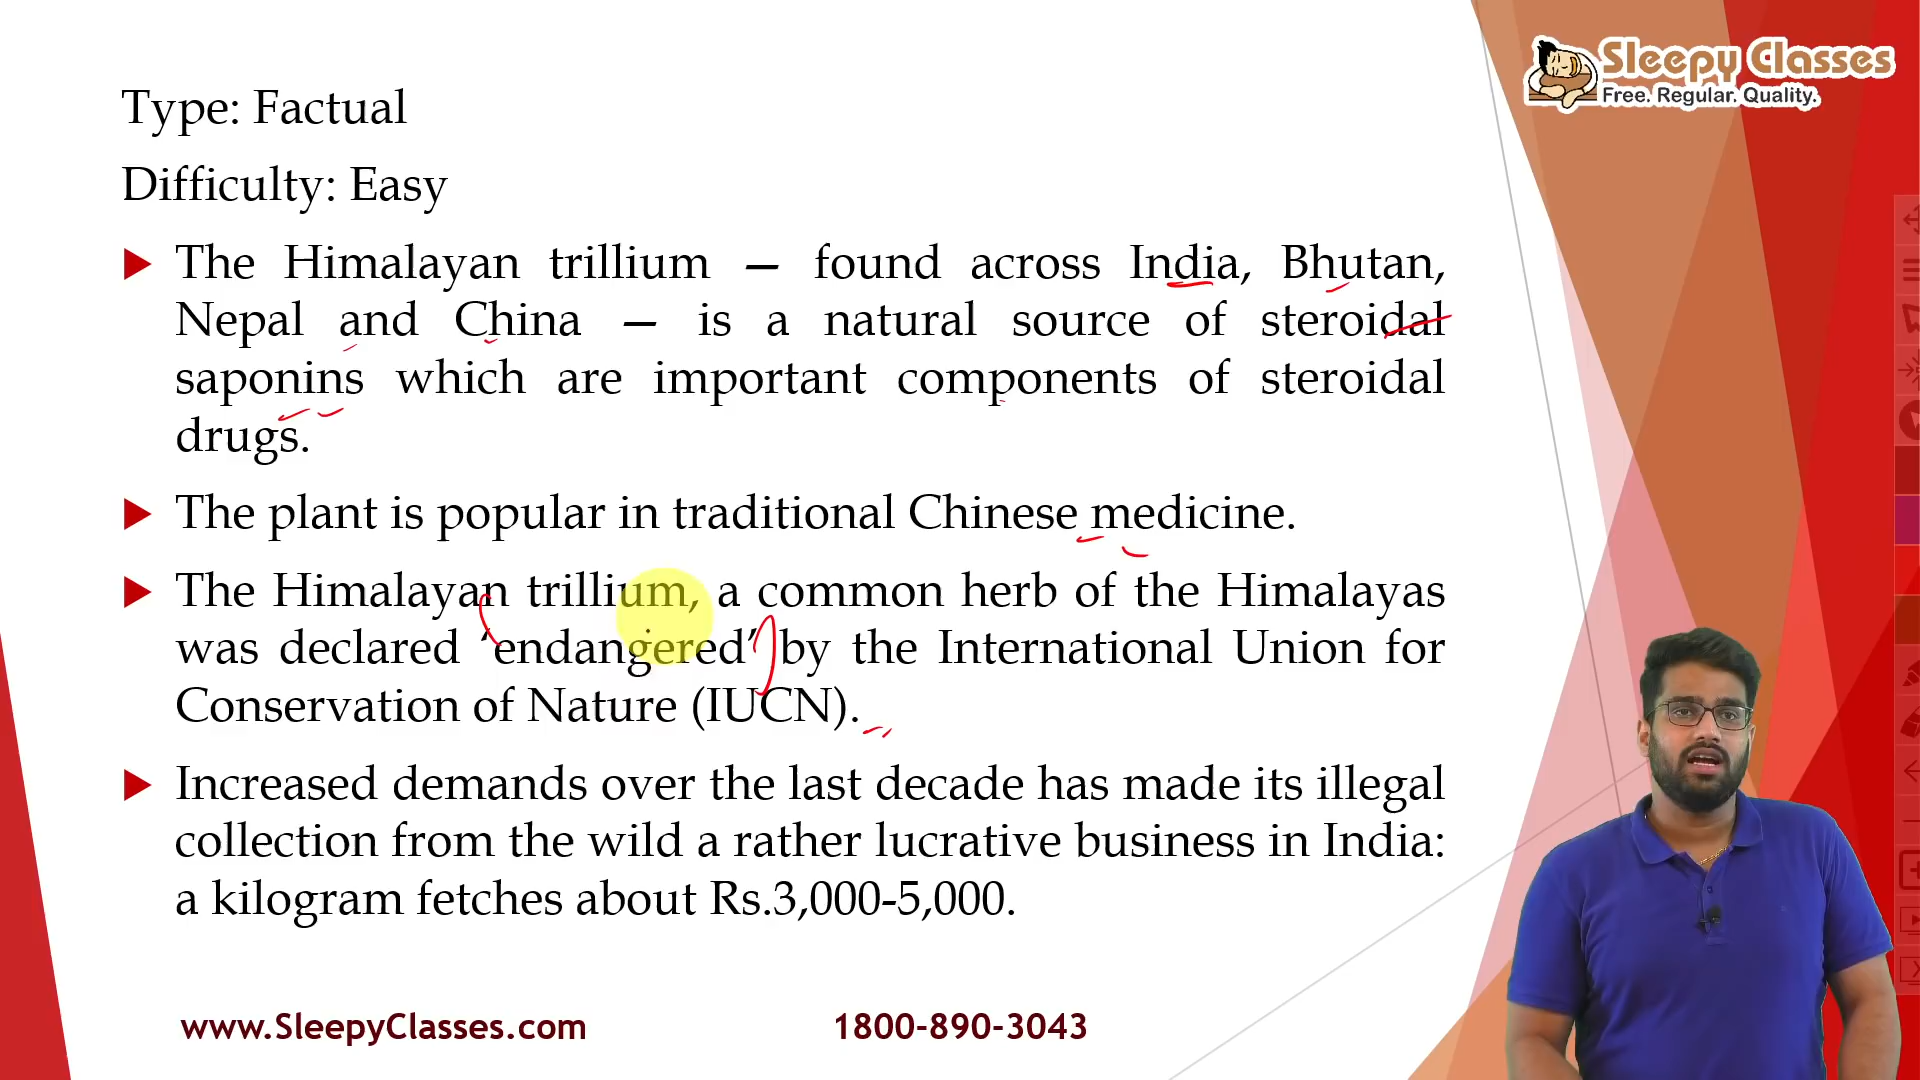 Sleepy Classes
Free. Regular. Quality.
Type: Factual
Difficulty: Easy
The Himalayan trillium — found across India, Bhutan,
Nepal and China — is a natural source of steroidal
saponins which are important components of steroidal
drugs.
The plant is popular in traditional Chinese medicine.
The Himalayan trillium, a common herb of the Himalayas
was declared ‘endangered’ by the International Union for
Conservation of Nature (IUCN).
Increased demands over the last decade has made its illegal
collection from the wild a rather lucrative business in India:
a kilogram fetches about Rs.3,000-5,000.
www.SleepyClasses.com
1800-890-3043